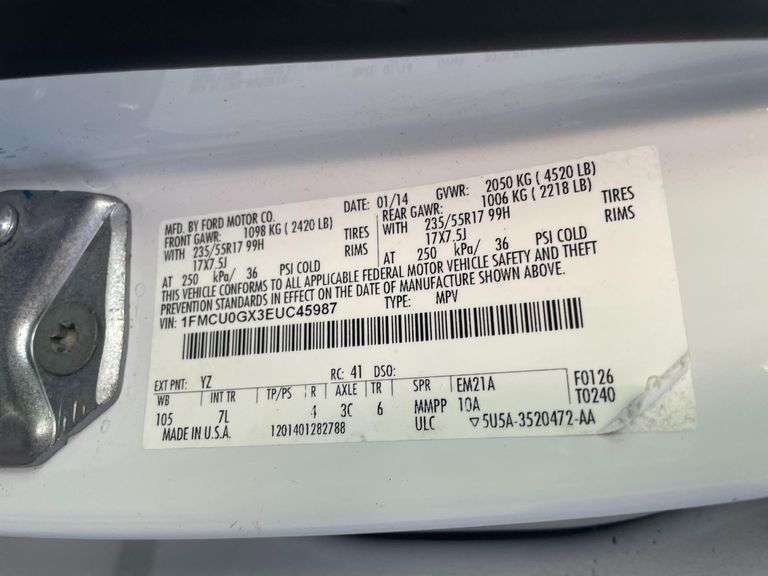 MFD. BY FORD MOTOR CO.
DATE: 01/14 GVWR: 2050 KG ( 4520 LB)
FRONT GAWR: 1098 KG ( 2420 LB) REAR GAWR: 1006 KG ( 2218 LB)
WITH 235/55R17 99H TIRES WITH 235/55R17 99H TIRES
17X7.5J RIMS 17X7.5J RIMS
AT 250 kPa/ 36 PSI COLD AT 250 kPa/ 36 PSI COLD
THIS VEHICLE CONFORMS TO ALL APPLICABLE FEDERAL MOTOR VEHICLE SAFETY AND THEFT
PREVENTION STANDARDS IN EFFECT ON THE DATE OF MANUFACTURE SHOWN ABOVE.
VIN: 1FMCU0GX3EUC45987 TYPE: MPV
F0126
T0240
EXT PNT: YZ RC: 41 DSO:
WB INT TR TP/PS R AXLE TR SPR EM21A
105 7L 4 3C 6 MMPP 10A
MADE IN U.S.A. 1201401282788 ULC ▽5U5A-3520472-AA